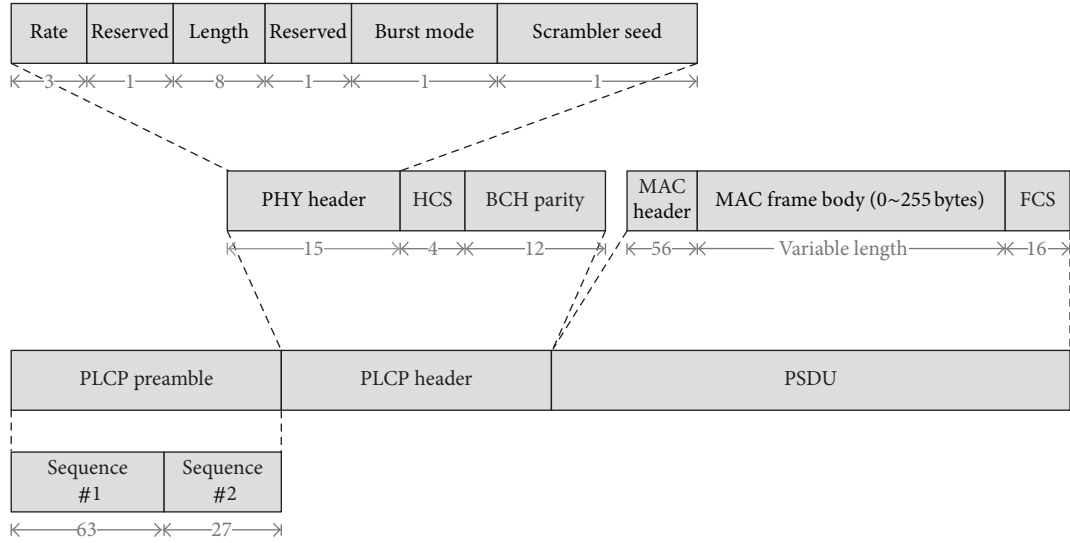 Rate Reserved Length Reserved Burst mode Scrambler seed
3 1 8 1 1 1
PHY header HCS BCH parity
15 4 12
MAC
header
MAC frame body (0~255 bytes) FCS
56 Variable length 16
PLCP preamble PLCP header PSDU
Sequence
#1
Sequence
#2
63 27